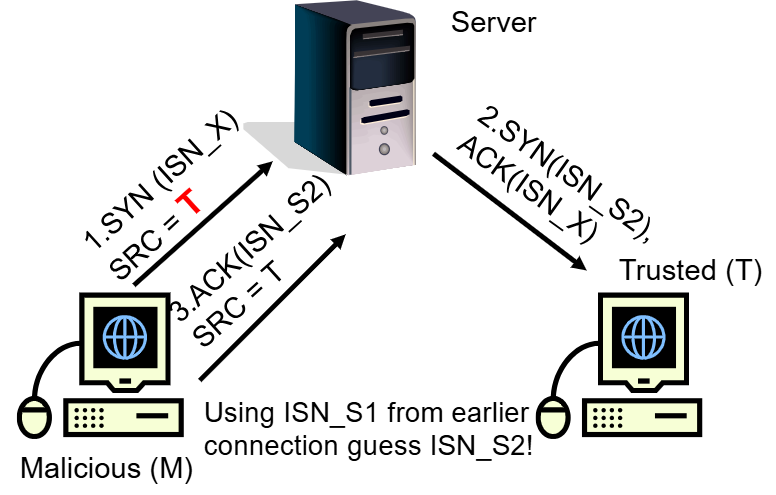 Server
1.SYN (ISN_X)
SRC = T
2.SYN(ISN_S2),
ACK(ISN_X)
3.ACK(ISN_S2)
SRC = T
Trusted (T)
Using ISN_S1 from earlier
connection guess ISN_S2!
Malicious (M)